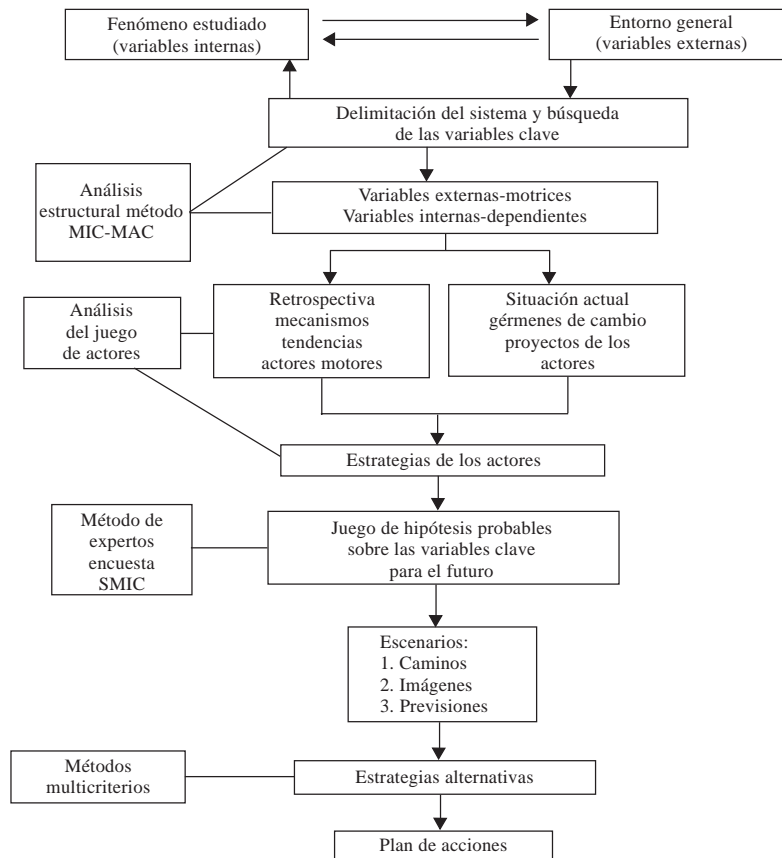 Fenómeno estudiado
(variables internas)
Entorno general
(variables externas)
Delimitación del sistema y búsqueda
de las variables clave
Análisis
estructural método
MIC-MAC
Variables externas-motrices
Variables internas-dependientes
Análisis
del juego
de actores
Retrospectiva
mecanismos
tendencias
actores motores
Situación actual
gérmenes de cambio
proyectos de los
actores
Estrategias de los actores
Método de
expertos
encuesta
SMIC
Juego de hipótesis probables
sobre las variables clave
para el futuro
Escenarios:
1. Caminos
2. Imágenes
3. Previsiones
Métodos
multicriterios
Estrategias alternativas
Plan de acciones